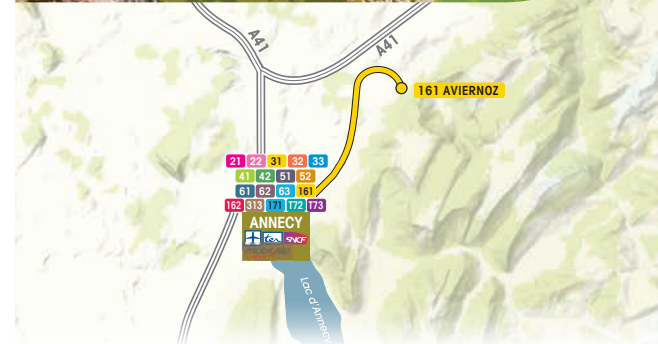 A41
A41
161 AVIERNOZ
21 22 31 32 33
41 42 51 52
61 62 63 161
162 313 171 T72 T73
ANNECY
SNCF
Lac d'Annecy